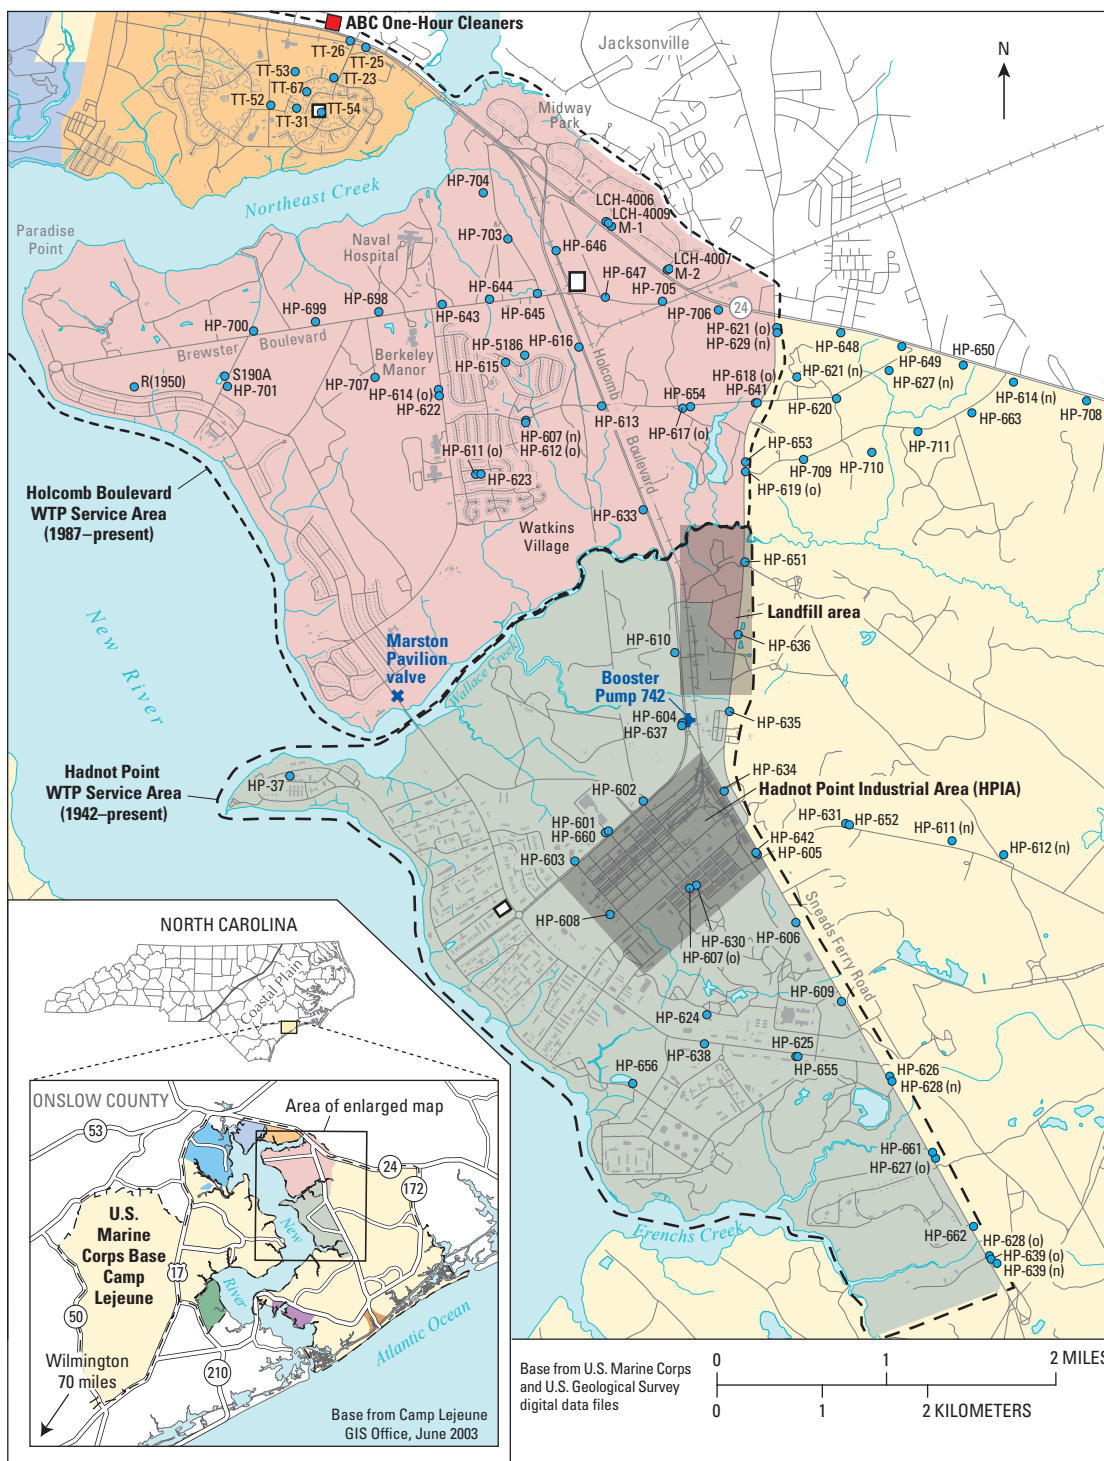 ABC One-Hour Cleaners
Jacksonville
N
TT-26
TT-25
TT-53
TT-23
TT-67
TT-52
TT-54
TT-31
Midway
Park
Northeast Creek
HP-704
LCH-4006
LCH-4009
M-1
Paradise
Point
Naval
Hospital
HP-703
HP-646
LCH-4007
M-2
HP-647
HP-644
HP-705
24
HP-698
HP-699
HP-643
HP-645
HP-706
HP-700
HP-621 (o)
HP-629 (n)
HP-648
Brewster
Boulevard
HP-5186
HP-616
Holcomb
Boulevard
HP-649
HP-650
Berkeley
Manor
HP-615
HP-618 (o)
HP-621 (n)
HP-627 (n)
S190A
R(1950)
HP-701
HP-707
HP-614 (o)
HP-622
HP-654
HP-641
HP-620
HP-614 (n)
HP-708
HP-663
HP-613
HP-617 (o)
HP-607 (n)
HP-612 (o)
HP-711
HP-611 (o)
HP-653
HP-710
HP-709
HP-623
HP-619 (o)
Holcomb Boulevard
WTP Service Area
(1987–present)
HP-633
Watkins
Village
HP-651
Landfill area
New River
Marston
Pavilion
valve
Wallace Creek
HP-610
HP-636
Booster
Pump 742
HP-604
HP-637
HP-635
Hadnot Point
WTP Service Area
(1942–present)
HP-37
HP-634
Hadnot Point Industrial Area (HPIA)
HP-602
HP-601
HP-660
HP-631
HP-652
HP-611 (n)
HP-603
HP-642
HP-605
HP-612 (n)
Sneads Ferry Road
HP-608
HP-630
HP-607 (o)
HP-606
HP-609
HP-624
HP-638
HP-625
HP-655
HP-656
HP-626
HP-628 (n)
HP-661
HP-627 (o)
Frenchs Creek
HP-662
HP-628 (o)
HP-639 (o)
HP-639 (n)
NORTH CAROLINA
Coastal Plain
ONSLOW COUNTY
Area of enlarged map
53
24
172
U.S.
Marine
Corps Base
Camp
Lejeune
New
River
17
50
210
Atlantic Ocean
Wilmington
70 miles
Base from Camp Lejeune
GIS Office, June 2003
Base from U.S. Marine Corps
and U.S. Geological Survey
digital data files
0 1 2 MILES
0 1 2 KILOMETERS